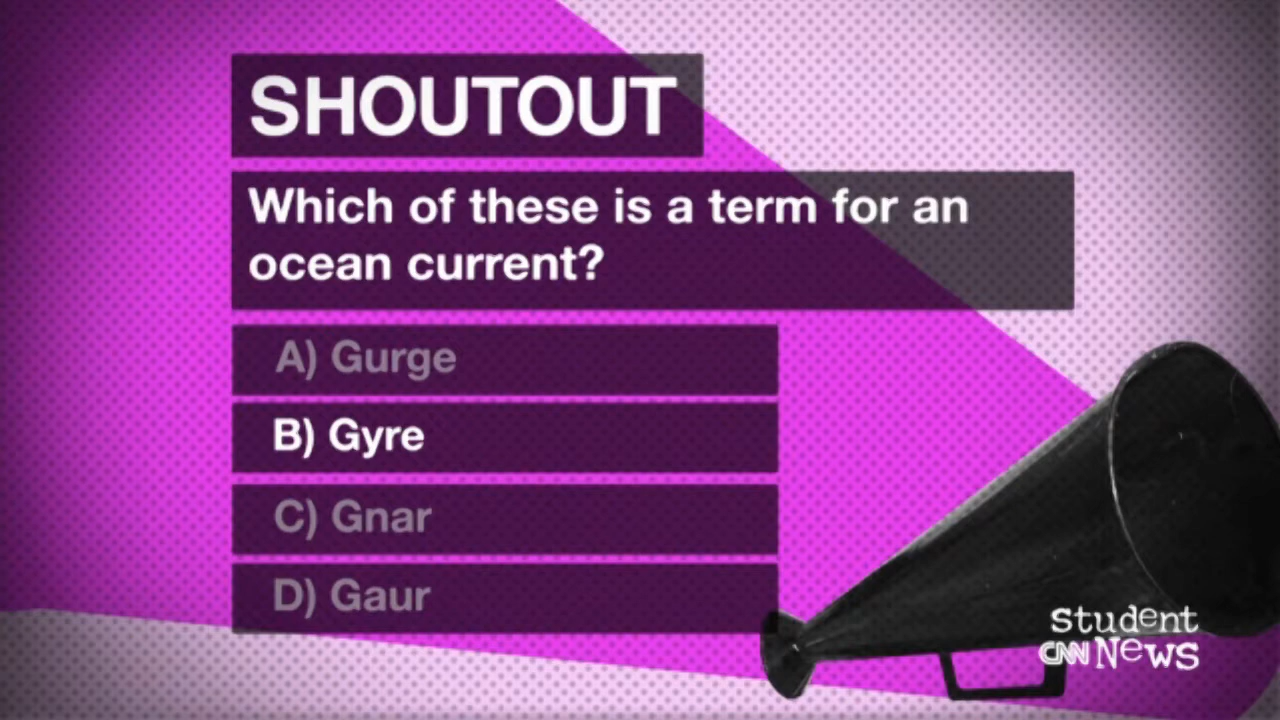 SHOUTOUT
Which of these is a term for an
ocean current?
A) Gurge
B) Gyre
C) Gnar
D) Gaur
Student
CNN News